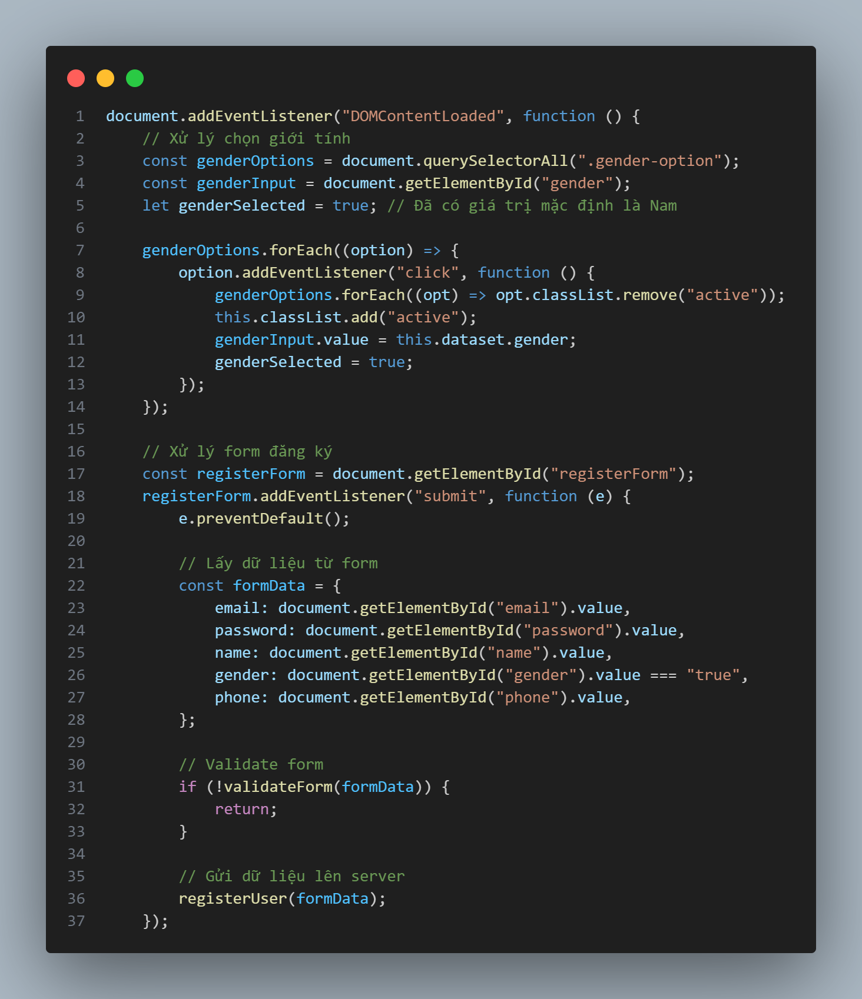 1 document.addEventListener("DOMContentLoaded", function () {
2     // Xử lý chọn giới tính
3     const genderOptions = document.querySelectorAll(".gender-option");
4     const genderInput = document.getElementById("gender");
5     let genderSelected = true; // Đã có giá trị mặc định là Nam
6
7     genderOptions.forEach((option) => {
8         option.addEventListener("click", function () {
9             genderOptions.forEach((opt) => opt.classList.remove("active"));
10             this.classList.add("active");
11             genderInput.value = this.dataset.gender;
12             genderSelected = true;
13         });
14     });
15
16     // Xử lý form đăng ký
17     const registerForm = document.getElementById("registerForm");
18     registerForm.addEventListener("submit", function (e) {
19         e.preventDefault();
20
21         // Lấy dữ liệu từ form
22         const formData = {
23             email: document.getElementById("email").value,
24             password: document.getElementById("password").value,
25             name: document.getElementById("name").value,
26             gender: document.getElementById("gender").value === "true",
27             phone: document.getElementById("phone").value,
28         };
29
30         // Validate form
31         if (!validateForm(formData)) {
32             return;
33         }
34
35         // Gửi dữ liệu lên server
36         registerUser(formData);
37     });